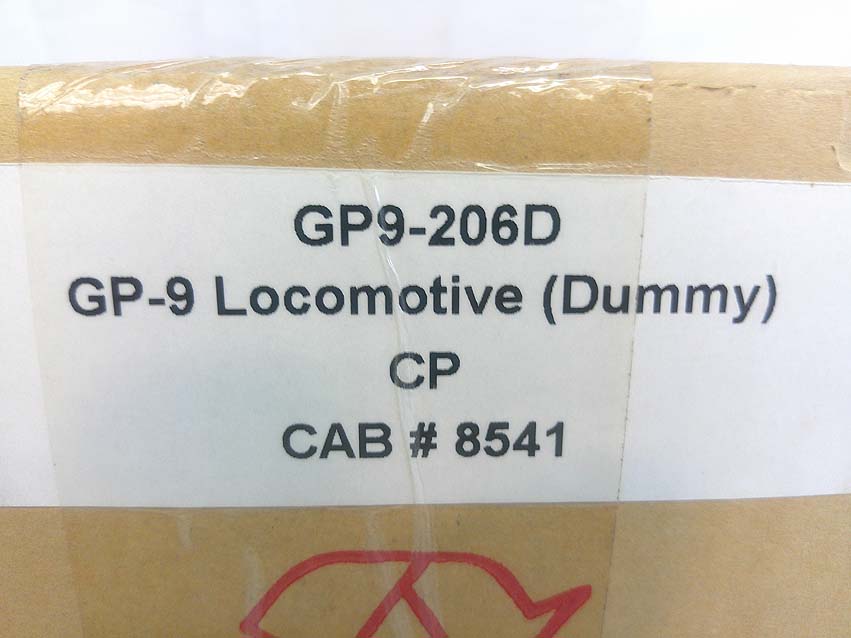 GP9-206D
GP-9 Locomotive (Dummy)
CP
CAB # 8541